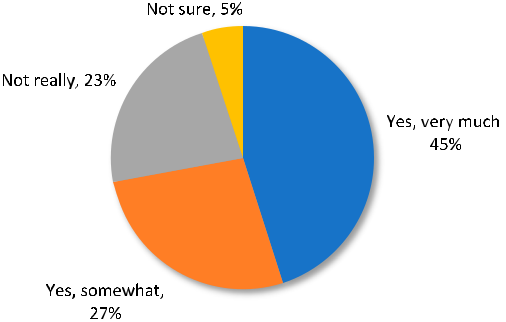 Not sure, 5%
Not really, 23%
Yes, very much
45%
Yes, somewhat,
27%